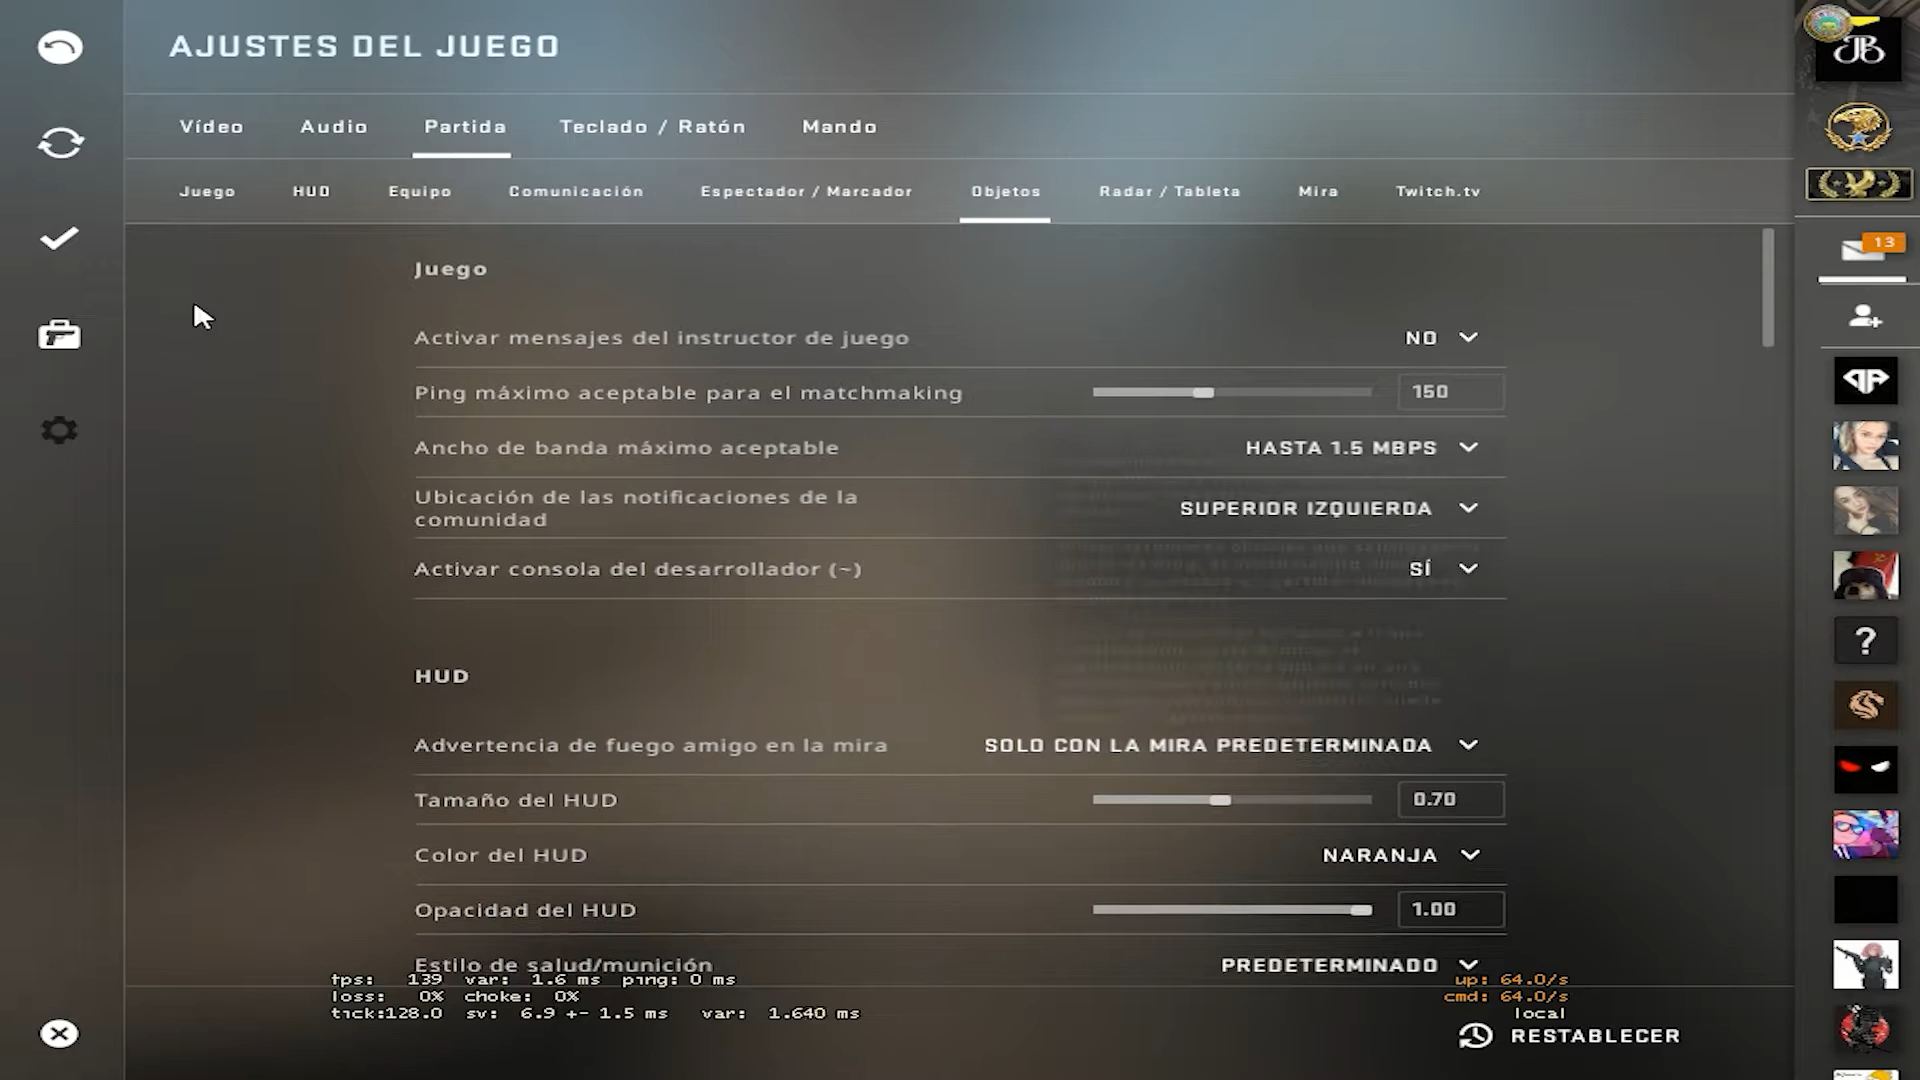 AJUSTES DEL JUEGO
Vídeo Audio Partida Teclado / Ratón Mando
Juego HUD Equipo Comunicación Espectador / Marcador Objetos Radar / Tableta Mira Twitch.tv
Juego
Activar mensajes del instructor de juego NO
Ping máximo aceptable para el matchmaking 150
Ancho de banda máximo aceptable HASTA 1.5 MBPS
Ubicación de las notificaciones de la
comunidad SUPERIOR IZQUIERDA
Activar consola del desarrollador (~) SÍ
HUD
Advertencia de fuego amigo en la mira SOLO CON LA MIRA PREDETERMINADA
Tamaño del HUD 0.70
Color del HUD NARANJA
Opacidad del HUD 1.00
Estilo de salud/munición PREDETERMINADO
fps: 139 var: 1.6 ms ping: 0 ms up: 64.0/s
loss: 0% choke: 0% cmd: 64.0/s
tick:128.0 sv: 6.9 +- 1.5 ms var: 1.640 ms local
RESTABLECER
JB
13
?